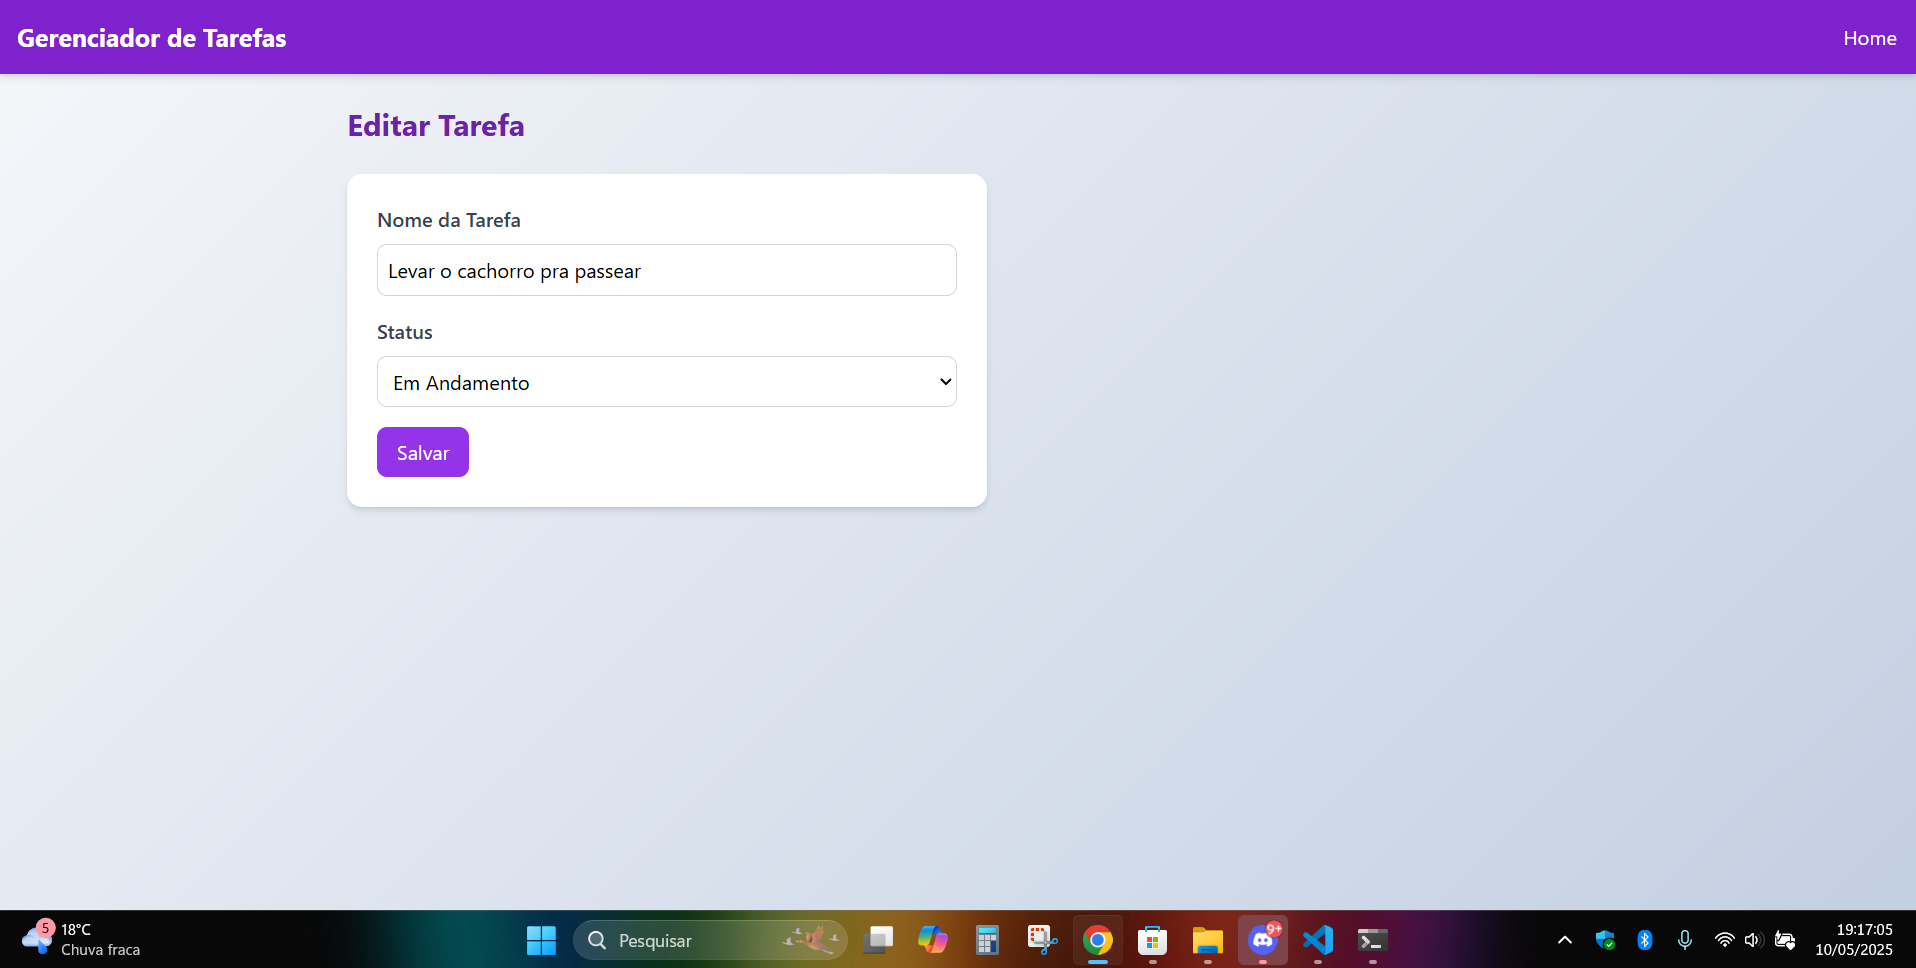 Gerenciador de Tarefas
Home
Editar Tarefa
Nome da Tarefa
Levar o cachorro pra passear
Status
Em Andamento
Salvar
5
18°C
Chuva fraca
Pesquisar
9+
19:17:05
10/05/2025